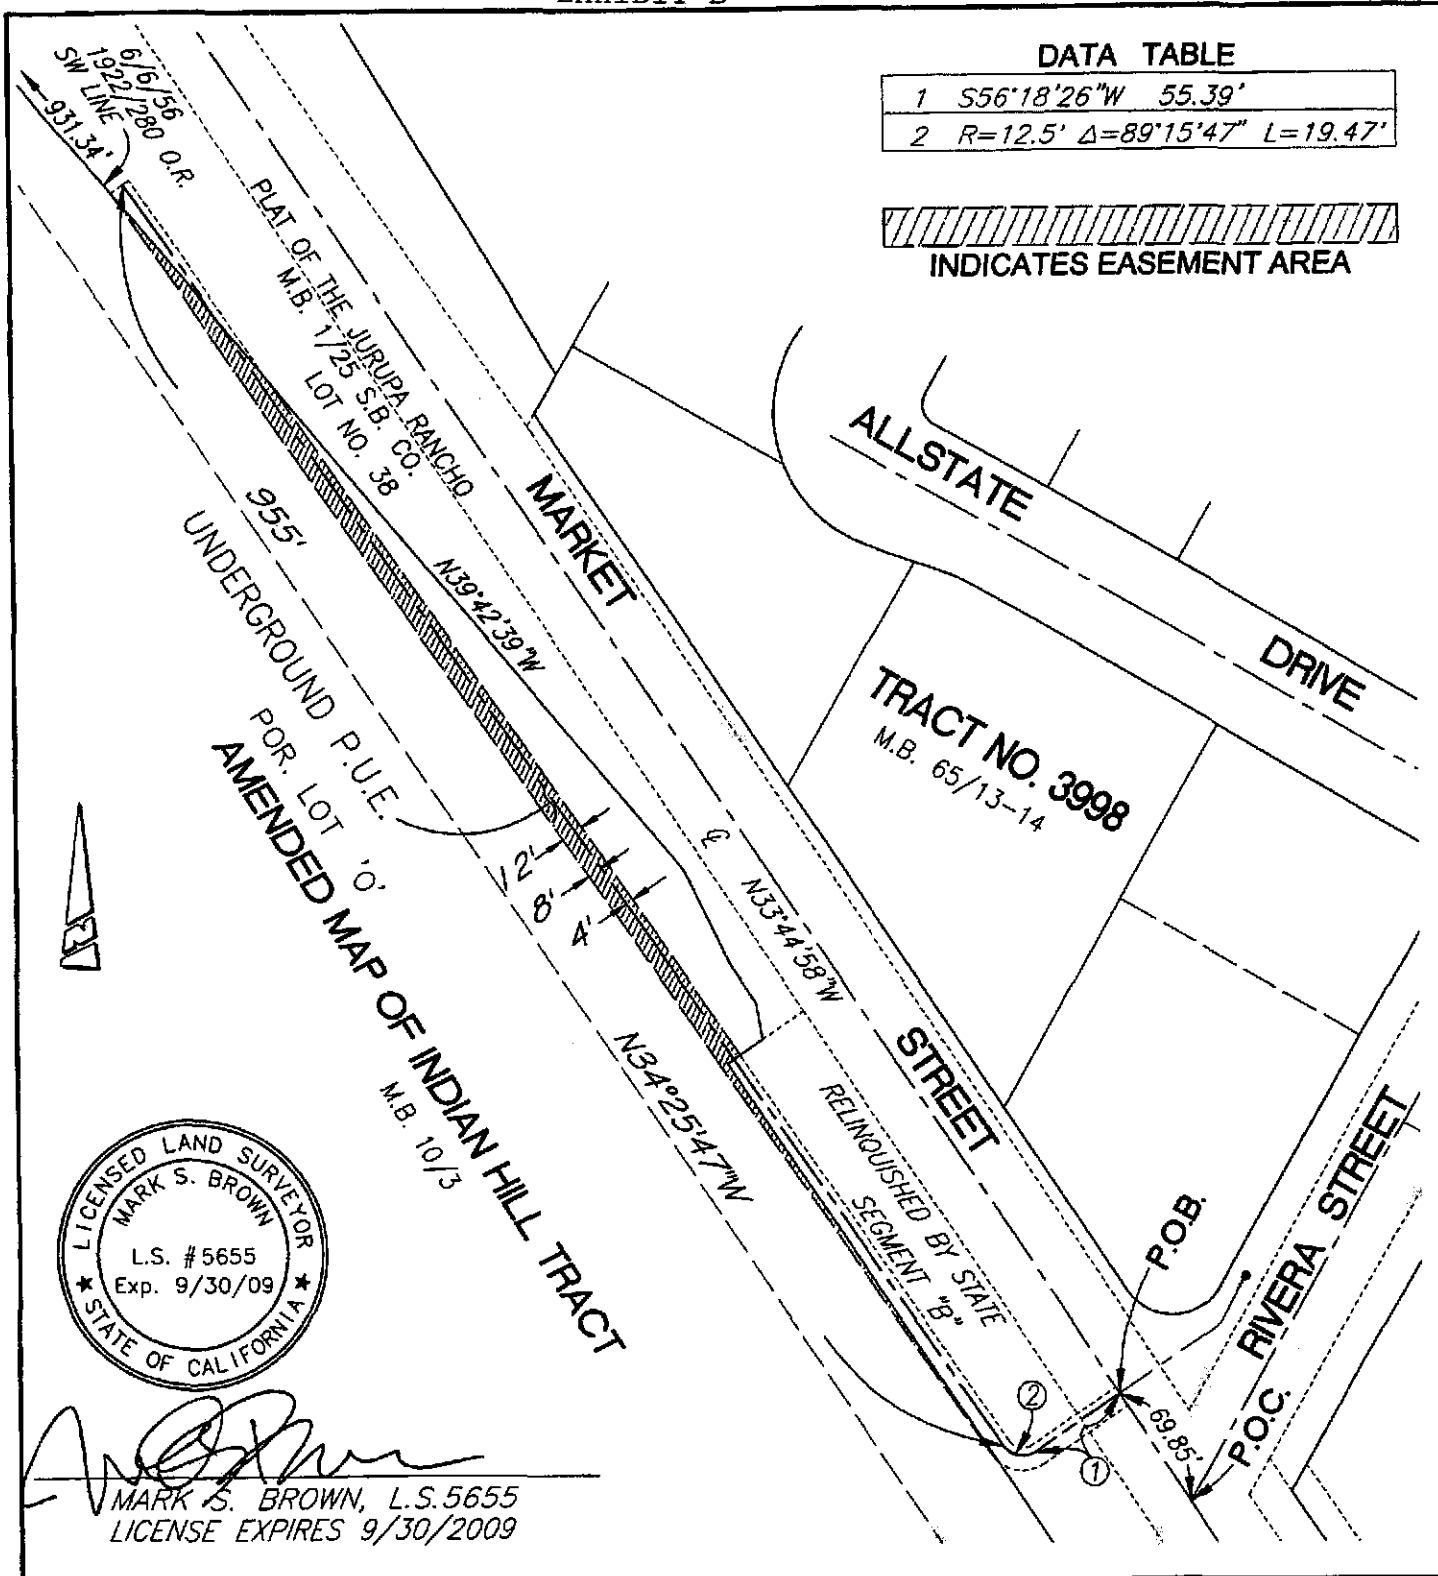 EXHIBIT B
DATA TABLE
1 S56°18'26"W 55.39'
2 R=12.5' Δ=89°15'47" L=19.47'
INDICATES EASEMENT AREA
6/6/56
1922/280 O.R.
SW LINE
931.34'
PLAT OF THE JURUPA RANCHO
M.B. 1/25 S.B. CO.
LOT NO. 38
ALLSTATE DRIVE
MARKET STREET
955'
UNDERGROUND P.U.E.
POR. LOT 'O'
AMENDED MAP OF INDIAN HILL TRACT
M.B. 10/3
N39°42'39"W
TRACT NO. 3998
M.B. 65/13-14
2'
8'
4'
℄
N33°44'58"W
N34°25'47"W
RELINQUISHED BY STATE
SEGMENT "B"
P.O.B.
RIVERA STREET
2
1
69.85'
P.O.C.
LICENSED LAND SURVEYOR
MARK S. BROWN
L.S. #5655
Exp. 9/30/09
★ STATE OF CALIFORNIA ★
MARK S. BROWN, L.S.5655
LICENSE EXPIRES 9/30/2009